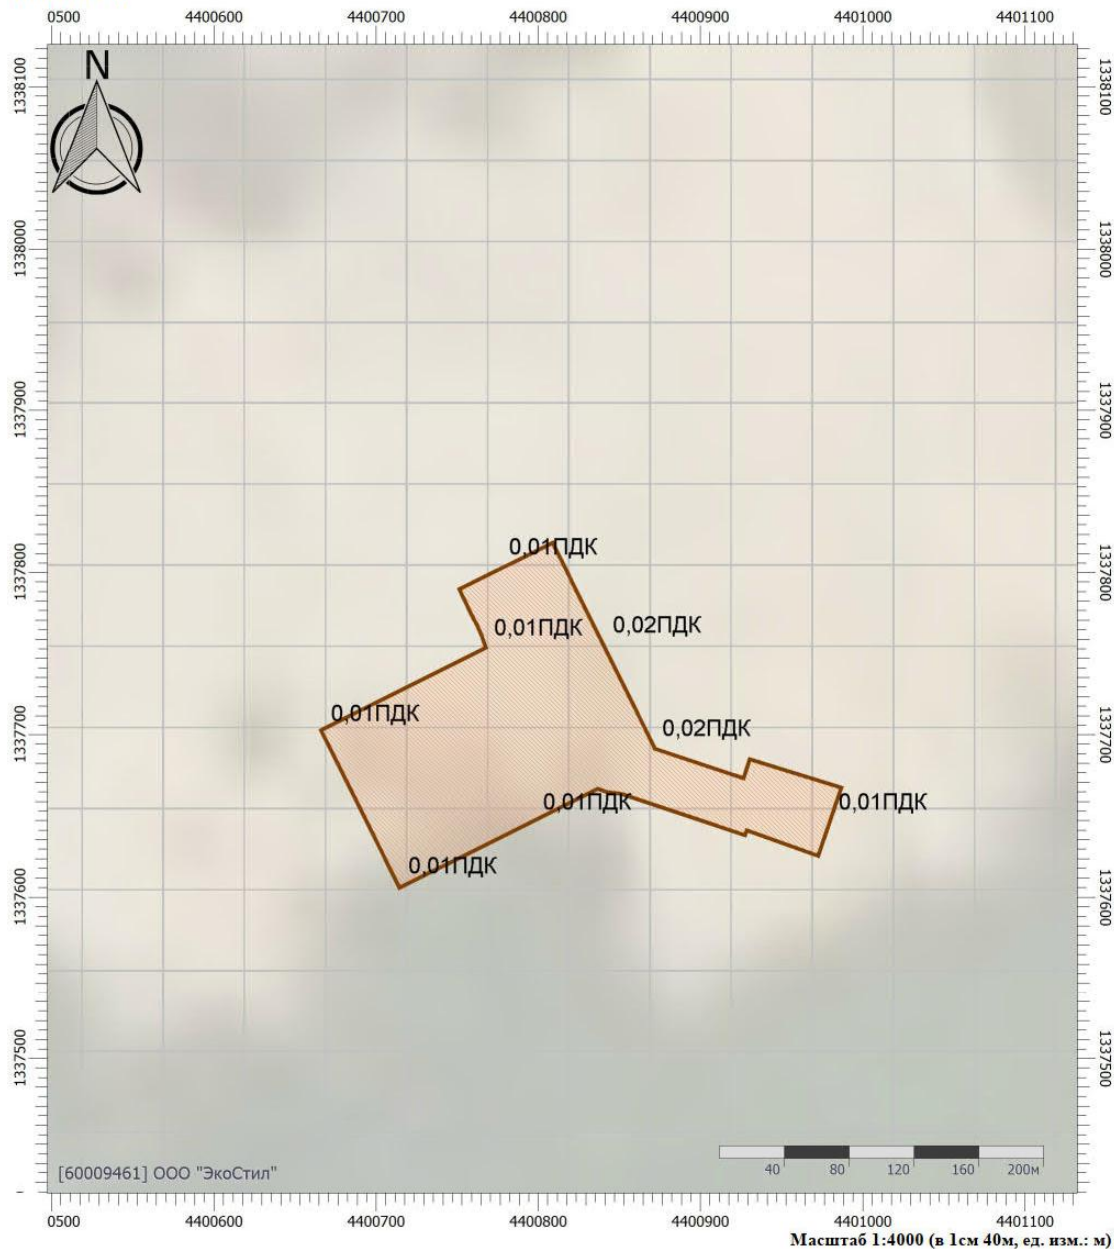 0500 4400600 4400700 4400800 4400900 4401000 4401100
N
1338100 1338100
1338000 1338000
1337900 1337900
1337800 1337800
0,01ПДК
0,01ПДК 0,02ПДК
0,01ПДК
0,02ПДК
1337700 1337700
0,01ПДК 0,01ПДК
0,01ПДК
1337600 1337600
1337500 1337500
[60009461] ООО "ЭкоСтил"
40 80 120 160 200м
0500 4400600 4400700 4400800 4400900 4401000 4401100
Масштаб 1:4000 (в 1см 40м, ед. изм.: м)